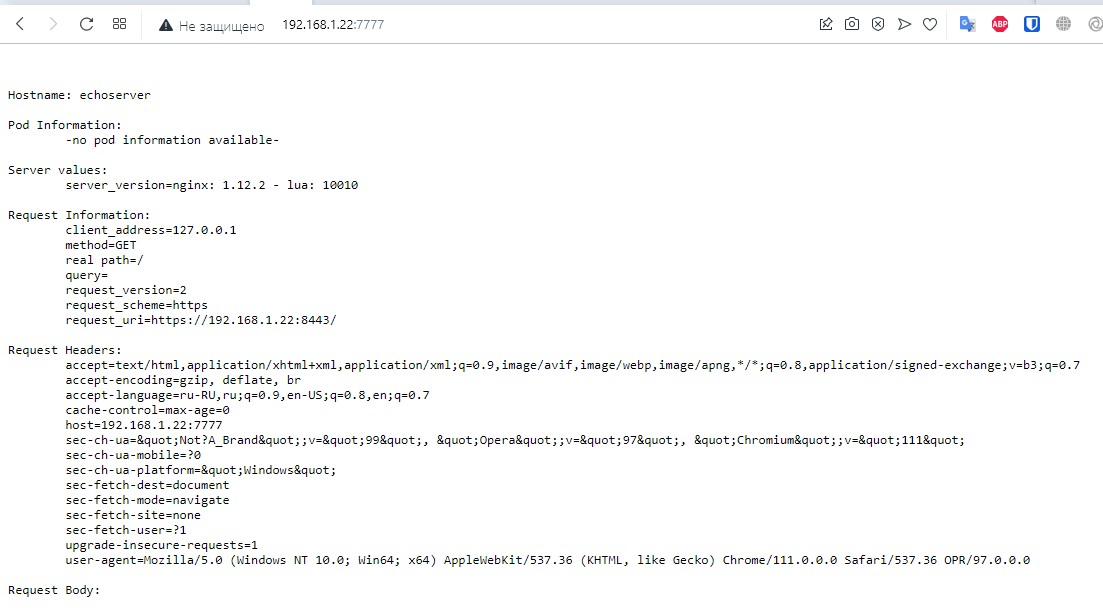 Не защищено 192.168.1.22:7777
ABP
Hostname: echoserver
Pod Information:
-no pod information available-
Server values:
server_version=nginx: 1.12.2 - lua: 10010
Request Information:
client_address=127.0.0.1
method=GET
real path=/
query=
request_version=2
request_scheme=https
request_uri=https://192.168.1.22:8443/
Request Headers:
accept=text/html,application/xhtml+xml,application/xml;q=0.9,image/avif,image/webp,image/apng,*/*;q=0.8,application/signed-exchange;v=b3;q=0.7
accept-encoding=gzip, deflate, br
accept-language=ru-RU,ru;q=0.9,en-US;q=0.8,en;q=0.7
cache-control=max-age=0
host=192.168.1.22:7777
sec-ch-ua=&quot;Not?A_Brand&quot;;v=&quot;99&quot;, &quot;Opera&quot;;v=&quot;97&quot;, &quot;Chromium&quot;;v=&quot;111&quot;
sec-ch-ua-mobile=?0
sec-ch-ua-platform=&quot;Windows&quot;
sec-fetch-dest=document
sec-fetch-mode=navigate
sec-fetch-site=none
sec-fetch-user=?1
upgrade-insecure-requests=1
user-agent=Mozilla/5.0 (Windows NT 10.0; Win64; x64) AppleWebKit/537.36 (KHTML, like Gecko) Chrome/111.0.0.0 Safari/537.36 OPR/97.0.0.0
Request Body: